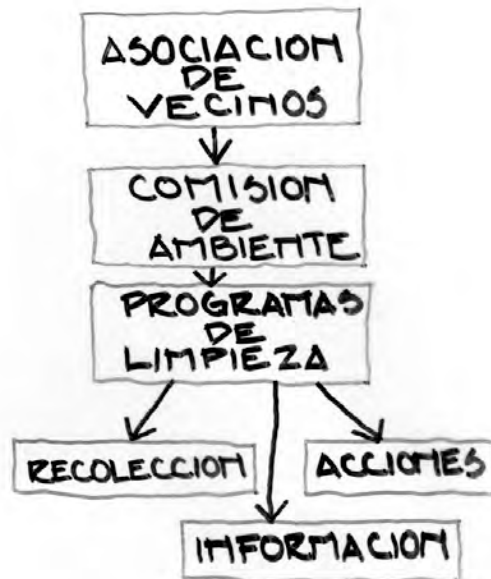 ASOCIACION
DE
VECINOS
COMISION
DE
AMBIENTE
PROGRAMAS
DE
LIMPIEZA
RECOLECCION
ACCIONES
INFORMACION